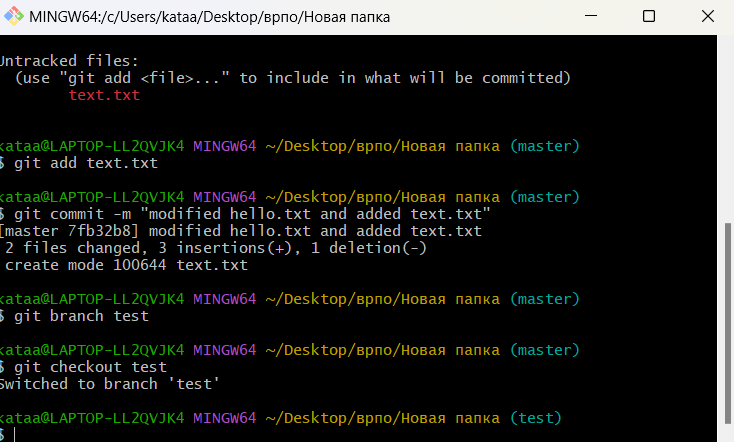 MINGW64:/c/Users/kataa/Desktop/врпо/Новая папка
Untracked files:
(use "git add <file>..." to include in what will be committed)
text.txt
kataa@LAPTOP-LL2QVJK4 MINGW64 ~/Desktop/врпо/Новая папка (master)
$ git add text.txt
kataa@LAPTOP-LL2QVJK4 MINGW64 ~/Desktop/врпо/Новая папка (master)
$ git commit -m "modified hello.txt and added text.txt"
[master 7fb32b8] modified hello.txt and added text.txt
2 files changed, 3 insertions(+), 1 deletion(-)
create mode 100644 text.txt
kataa@LAPTOP-LL2QVJK4 MINGW64 ~/Desktop/врпо/Новая папка (master)
$ git branch test
kataa@LAPTOP-LL2QVJK4 MINGW64 ~/Desktop/врпо/Новая папка (master)
$ git checkout test
Switched to branch 'test'
kataa@LAPTOP-LL2QVJK4 MINGW64 ~/Desktop/врпо/Новая папка (test)
$